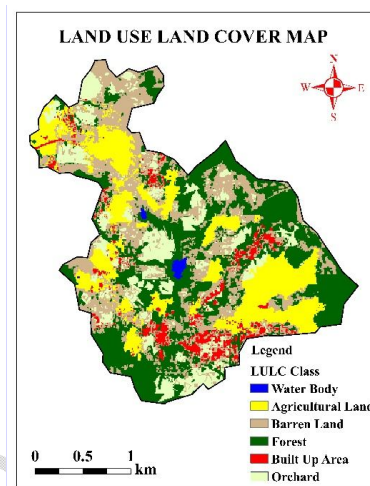 LAND USE LAND COVER MAP
N
W E
S
Legend
LULC Class
Water Body
Agricultural Land
Barren Land
Forest
Built Up Area
Orchard
0 0.5 1
km